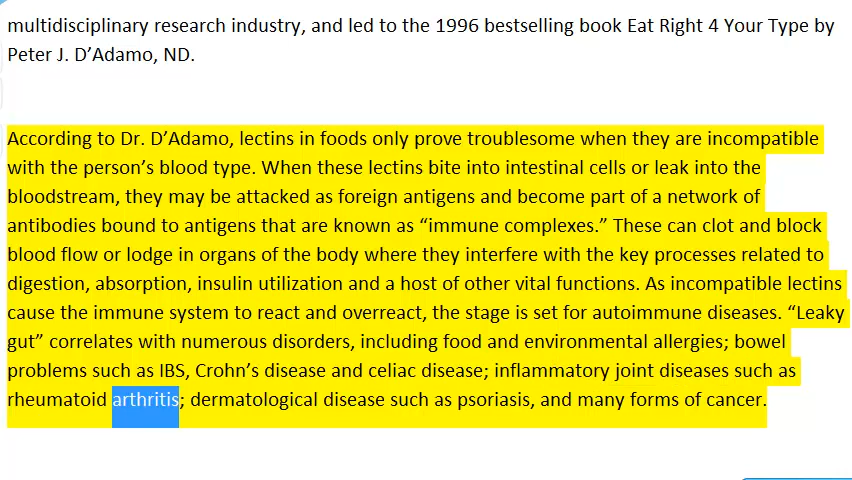 multidisciplinary research industry, and led to the 1996 bestselling book Eat Right 4 Your Type by
Peter J. D’Adamo, ND.
According to Dr. D’Adamo, lectins in foods only prove troublesome when they are incompatible
with the person’s blood type. When these lectins bite into intestinal cells or leak into the
bloodstream, they may be attacked as foreign antigens and become part of a network of
antibodies bound to antigens that are known as “immune complexes.” These can clot and block
blood flow or lodge in organs of the body where they interfere with the key processes related to
digestion, absorption, insulin utilization and a host of other vital functions. As incompatible lectins
cause the immune system to react and overreact, the stage is set for autoimmune diseases. “Leaky
gut” correlates with numerous disorders, including food and environmental allergies; bowel
problems such as IBS, Crohn’s disease and celiac disease; inflammatory joint diseases such as
rheumatoid arthritis; dermatological disease such as psoriasis, and many forms of cancer.